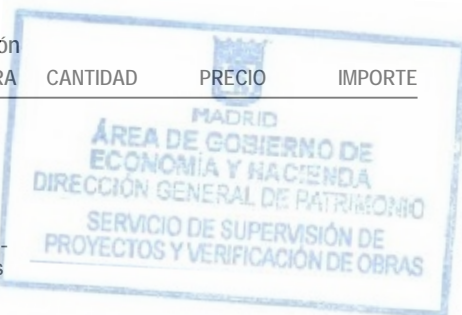 ón
RA CANTIDAD PRECIO IMPORTE
MADRID
ÁREA DE GOBIERNO DE
ECONOMÍA Y HACIENDA
DIRECCIÓN GENERAL DE PATRIMONIO
SERVICIO DE SUPERVISIÓN DE
PROYECTOS Y VERIFICACIÓN DE OBRAS
-
s